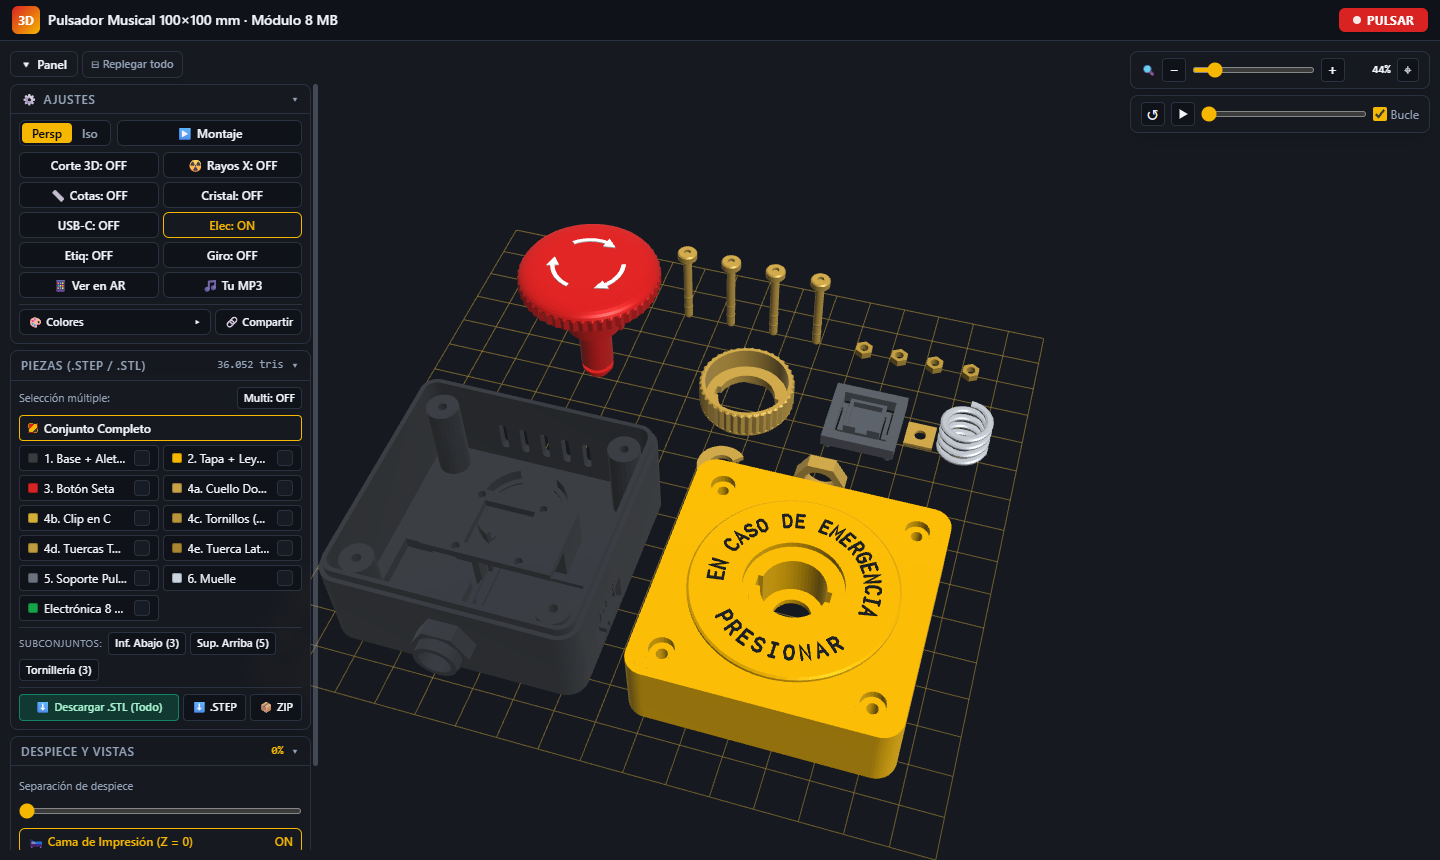 3D Pulsador Musical 100×100 mm · Módulo 8 MB
PULSAR
Panel
Replegar todo
44%
Bucle
AJUSTES
Persp Iso Montaje
Corte 3D: OFF Rayos X: OFF
Cotas: OFF Cristal: OFF
USB-C: OFF Elec: ON
Etiq: OFF Giro: OFF
Ver en AR Tu MP3
Colores Compartir
PIEZAS (.STEP / .STL) 36.052 tris
Selección múltiple: Multi: OFF
Conjunto Completo
1. Base + Alet... 2. Tapa + Ley...
3. Botón Seta 4a. Cuello Do...
4b. Clip en C 4c. Tornillos (...
4d. Tuercas T... 4e. Tuerca Lat...
5. Soporte Pul... 6. Muelle
Electrónica 8 ...
SUBCONJUNTOS: Inf. Abajo (3) Sup. Arriba (5)
Tornillería (3)
Descargar .STL (Todo) .STEP ZIP
DESPIECE Y VISTAS 0%
Separación de despiece
Cama de Impresión (Z = 0) ON
EN CASO DE EMERGENCIA
PRESIONAR